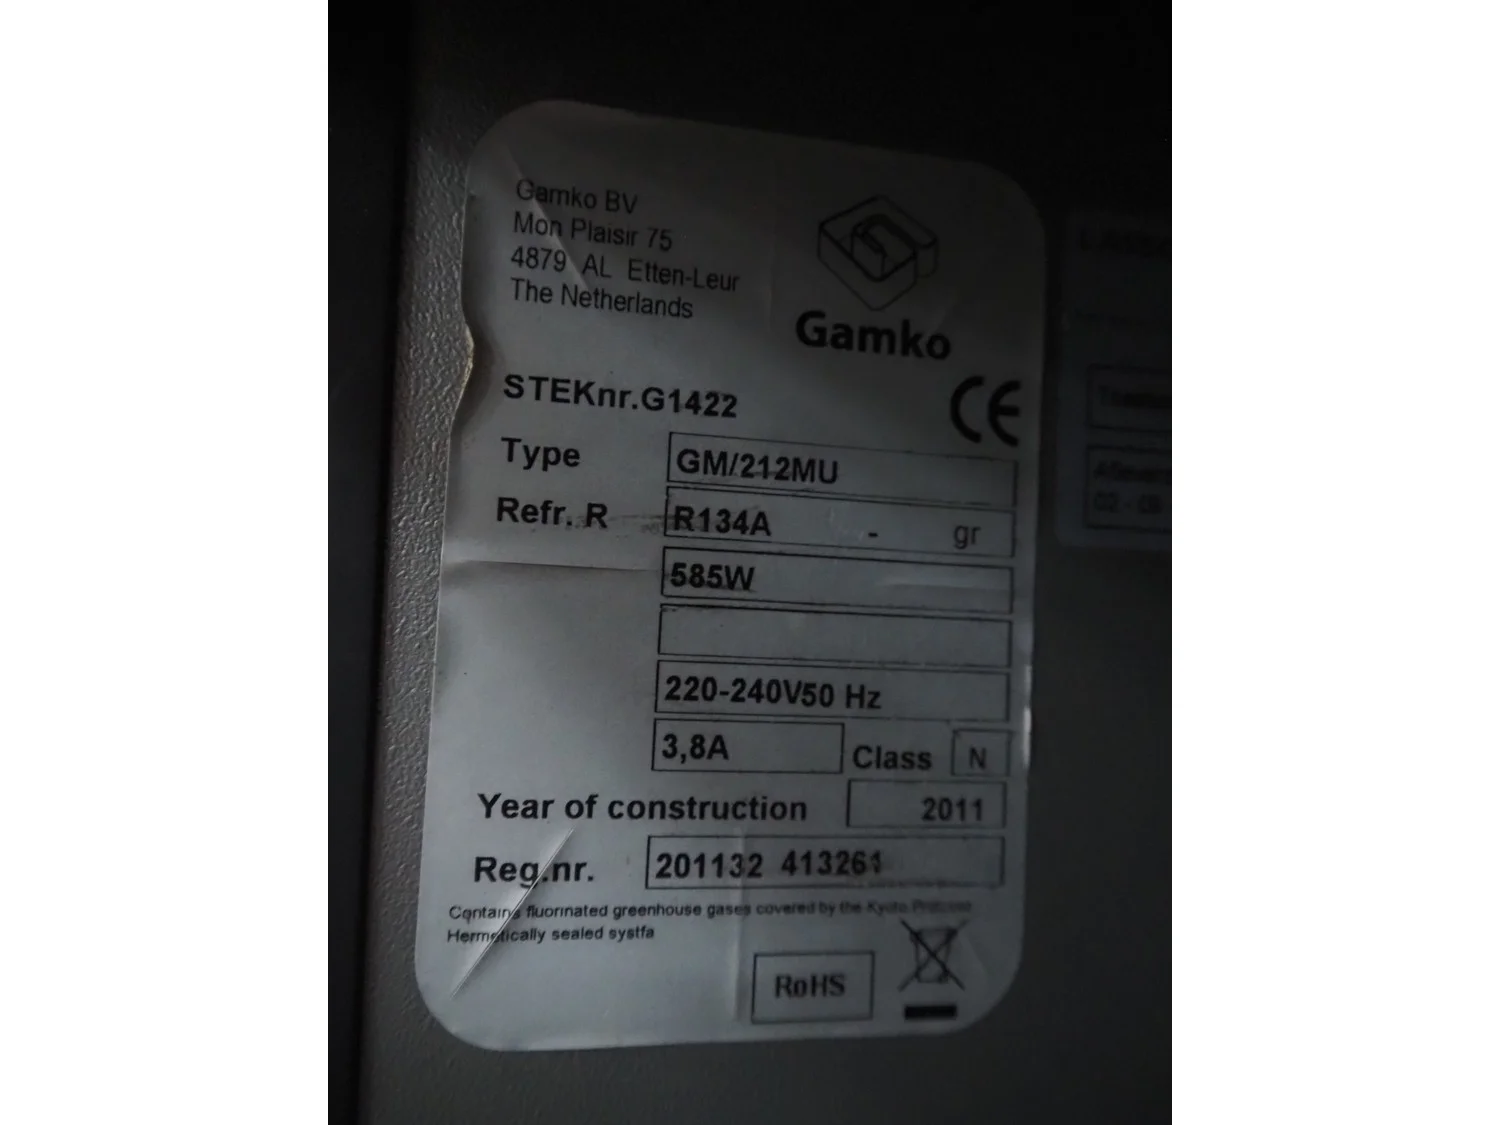 Gamko BV
Mon Plaisir 75
4879 AL Etten-Leur
The Netherlands
Gamko
CE
STEKnr.G1422
Type GM/212MU
Refr. R R134A - gr
585W
220-240V50 Hz
3,8A Class N
Year of construction 2011
Reg.nr. 201132 413261
Contains fluorinated greenhouse gases covered by the Kyoto
Hermetically sealed systfa
RoHS